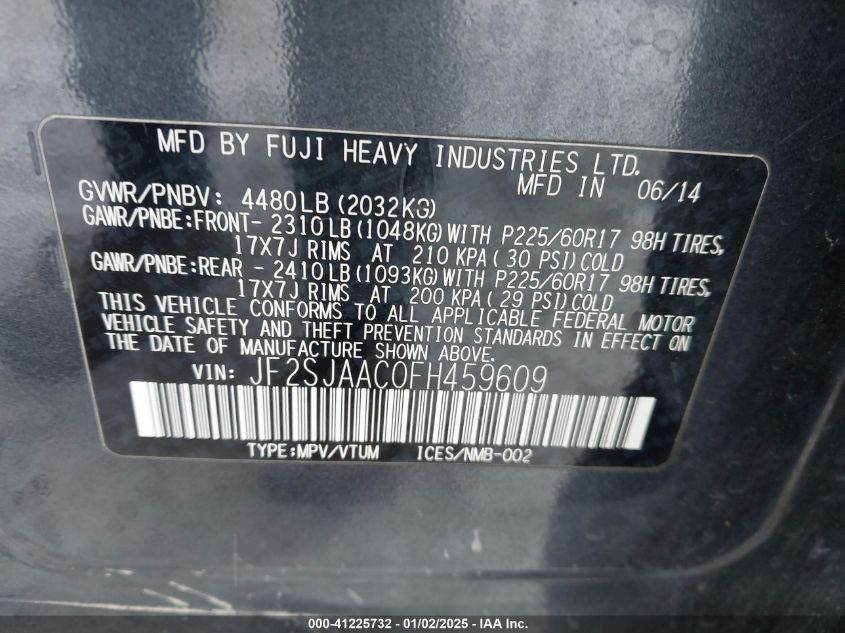 MFD BY FUJI HEAVY INDUSTRIES LTD.
MFD IN 06/14
GVWR/PNBV: 4480LB(2032KG)
GAWR/PNBE:FRONT- 2310LB(1048KG)WITH P225/60R17 98H TIRES,
17X7J RIMS AT 210 KPA(30 PSI)COLD
GAWR/PNBE:REAR - 2410LB(1093KG)WITH P225/60R17 98H TIRES,
17X7J RIMS AT 200 KPA(29 PSI)COLD
THIS VEHICLE CONFORMS TO ALL APPLICABLE FEDERAL MOTOR
VEHICLE SAFETY AND THEFT PREVENTION STANDARDS IN EFFECT ON
THE DATE OF MANUFACTURE SHOWN ABOVE.
VIN: JF2SJAAC0FH459609
TYPE:MPV/VTUM ICES/NMB-002
000-41225732 - 01/02/2025 - IAA Inc.